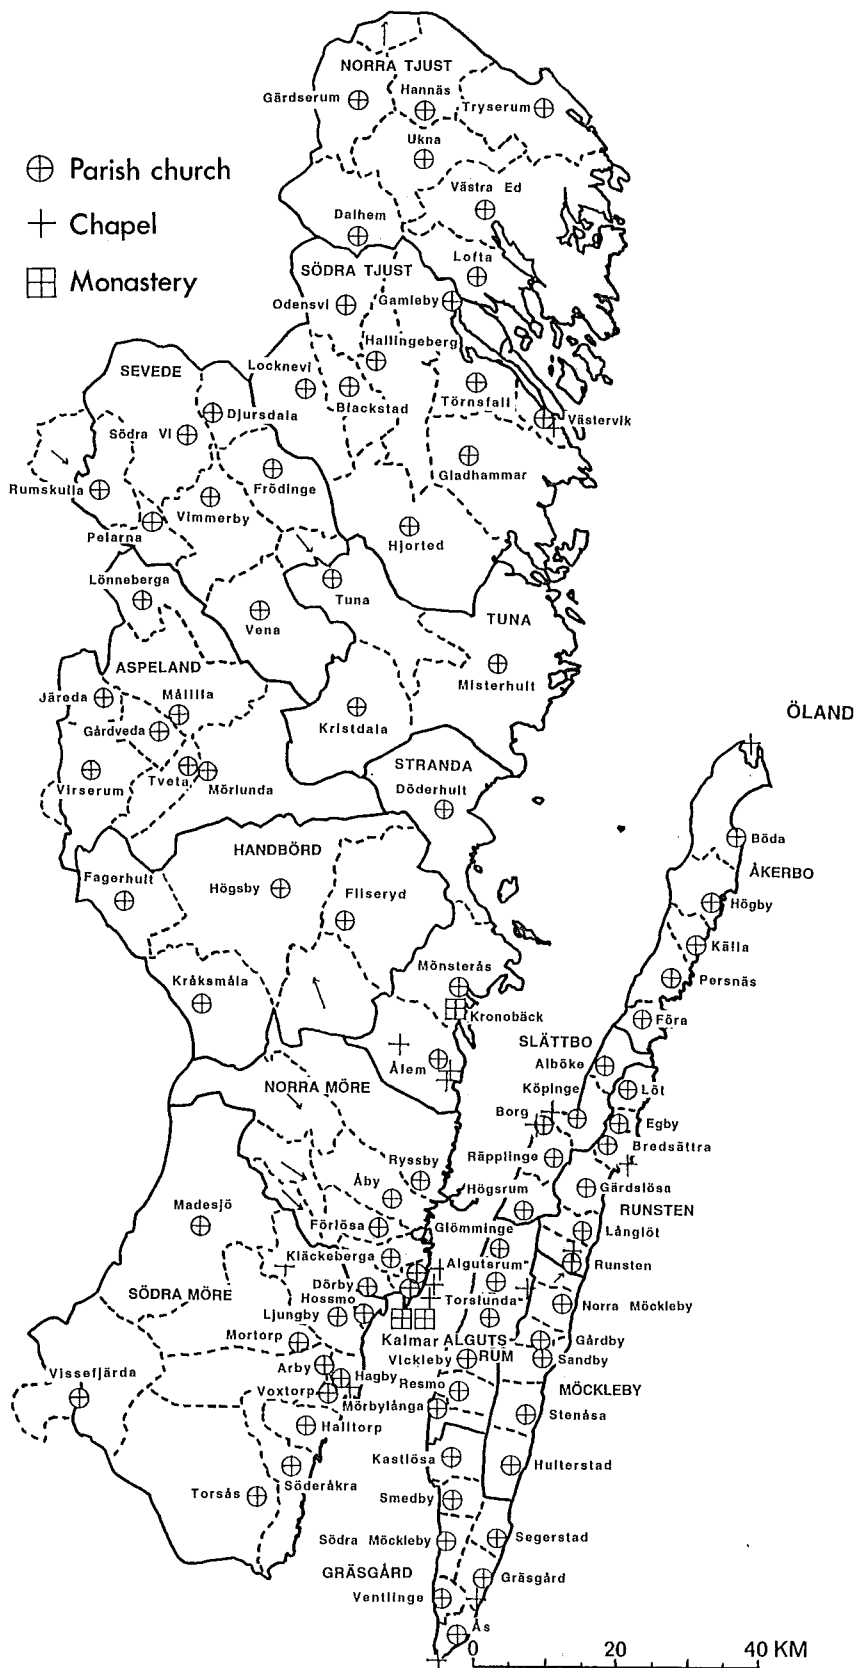 NORRA TJUST
Gärdserum
Hannäs
Tryserum
Ukna
Parish church
Västra Ed
Chapel
Dalhem
Lofta
Monastery
SÖDRA TJUST
Odensvi
Gamleby
Hallingeberg
SEVEDE
Locknevi
Djursdala
Blackstad
Törnsfall
Västervik
Södra Vi
Gladhammar
Rumskulla
Frödinge
Vimmerby
Pelarna
Hjorted
Lönneberga
Tuna
Vena
TUNA
ASPELAND
Misterhult
Järeda
Målilla
Kristdala
ÖLAND
Gårdveda
STRANDA
Virserum
Tveta
Mörlunda
Döderhult
Böda
HANDBÖRD
ÅKERBO
Fagerhult
Högsby
Fliseryd
Högby
Källa
Mönsterås
Persnäs
Kråksmåla
Kronobäck
Föra
SLÄTTBO
Ålem
Alböke
NORRA MÖRE
Köpinge
Löt
Borg
Egby
Bredsättra
Ryssby
Räpplinge
Åby
Högsrum
Gärdslösa
Madesjö
RUNSTEN
Förlösa
Glömminge
Långlöt
Kläckeberga
Algutsrum
Runsten
Dörby
SÖDRA MÖRE
Hossmo
Torslunda
Norra Möckleby
Ljungby
Mortorp
Kalmar
ALGUTS
RUM
Gårdby
Vickleby
Sandby
Arby
Vissefjärda
Hagby
Resmo
MÖCKLEBY
Voxtorp
Mörbylånga
Stenåsa
Halltorp
Kastlösa
Hulterstad
Söderåkra
Torsås
Smedby
Södra Möckleby
Segerstad
GRÄSGÅRD
Gräsgård
Ventlinge
Ås
0 20 40 KM